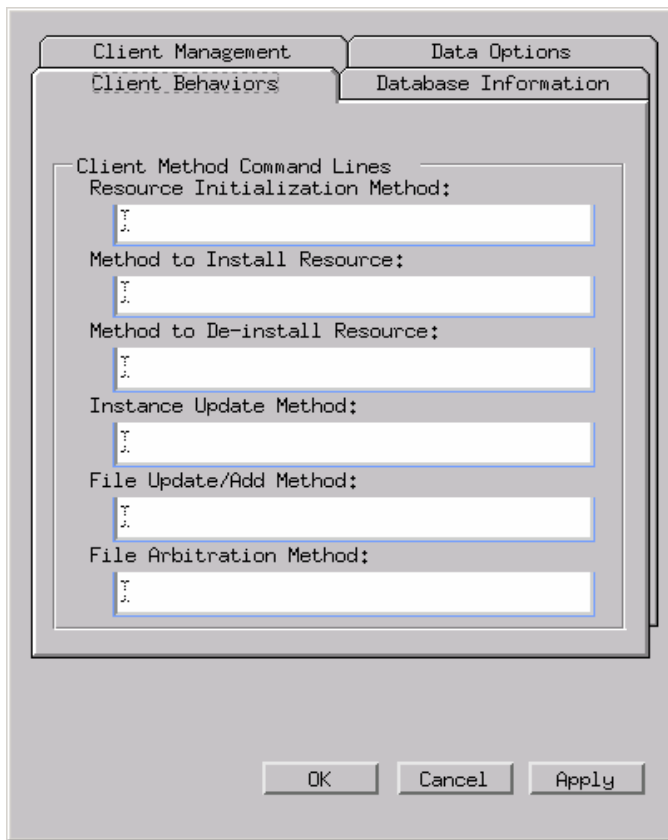 Client Management
Data Options
Client Behaviors
Database Information
Client Method Command Lines
Resource Initialization Method:
Method to Install Resource:
Method to De-install Resource:
Instance Update Method:
File Update/Add Method:
File Arbitration Method:
OK
Cancel
Apply